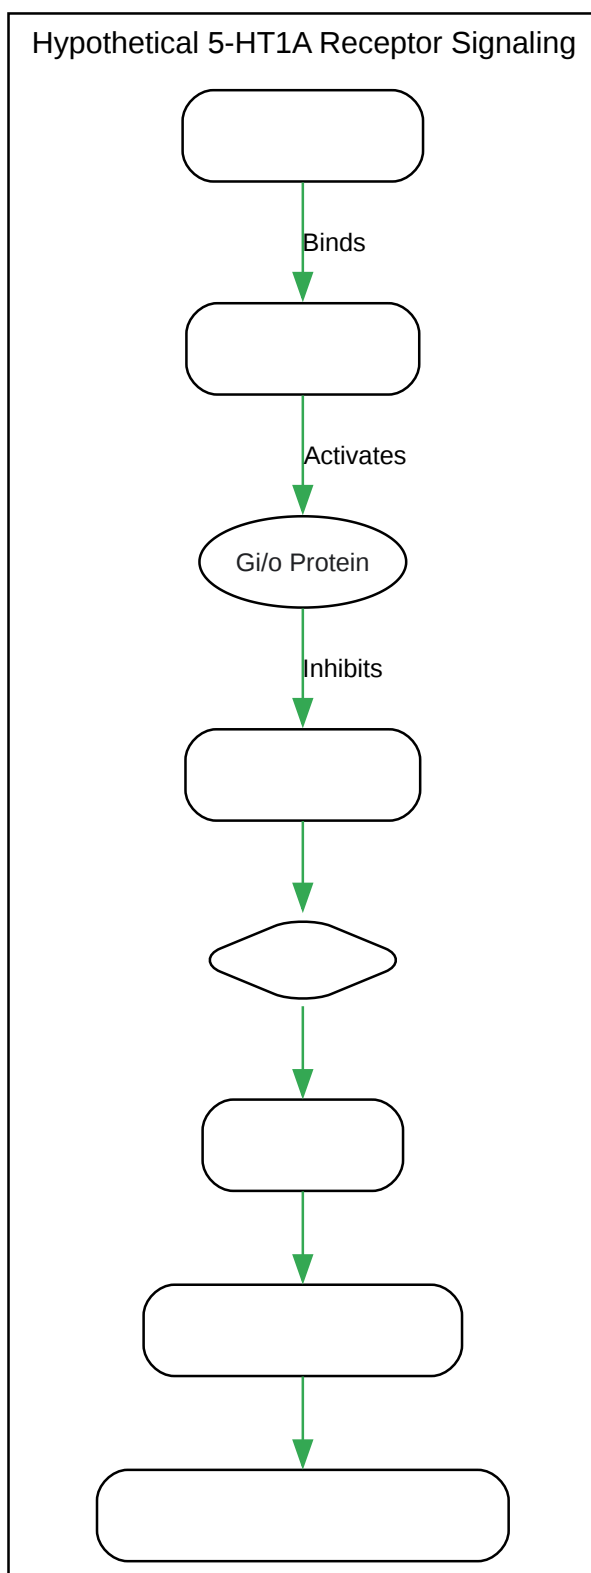 Hypothetical 5-HT1A Receptor Signaling
Binds
Activates
Gi/o Protein
Inhibits